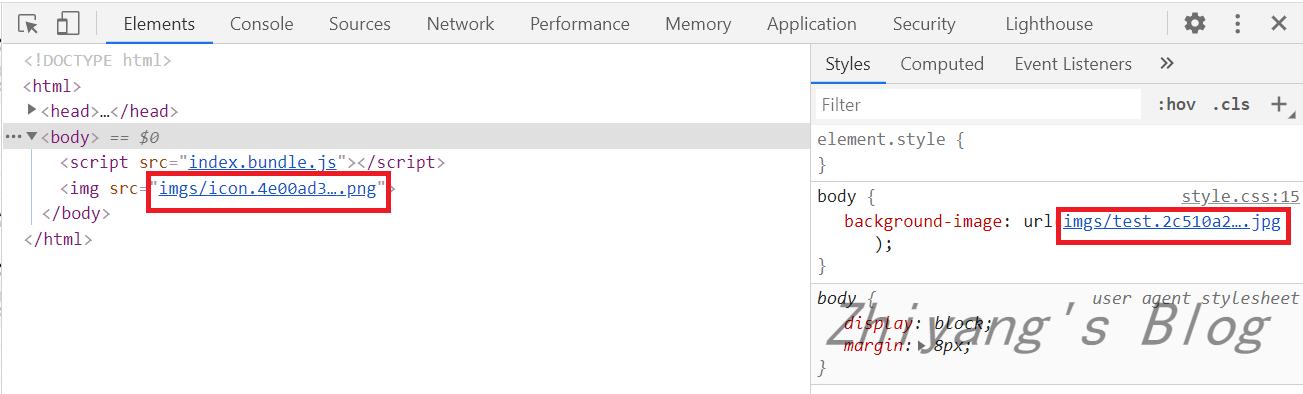 Elements Console Sources Network Performance Memory Application Security Lighthouse
<!DOCTYPE html>
<html>
<head>…</head>
<body> == $0
<script src="index.bundle.js"></script>
<img src="imgs/icon.4e00ad3….png">
</body>
</html>
Styles Computed Event Listeners »
Filter :hov .cls +
element.style {
}
body { style.css:15
background-image: url(imgs/test.2c510a2….jpg
);
}
body { user agent stylesheet
display: block;
margin: 8px;
}
Zhiyang's Blog